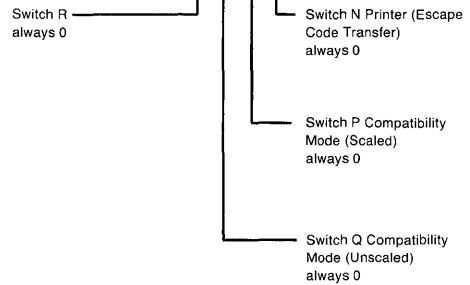 Switch R
always 0
Switch N Printer (Escape
Code Transfer)
always 0
Switch P Compatibility
Mode (Scaled)
always 0
Switch Q Compatibility
Mode (Unscaled)
always 0